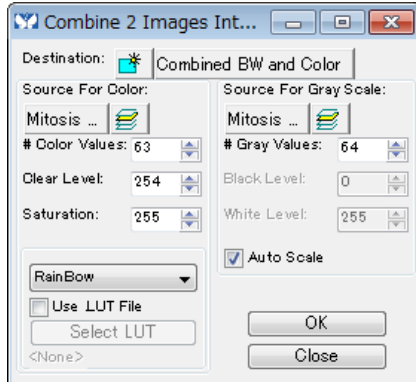 Combine 2 Images Int...
Destination: Combined BW and Color
Source For Color:
Mitosis ...
# Color Values: 63
Clear Level: 254
Saturation: 255
RainBow
Use .LUT File
Select LUT
<None>
Source For Gray Scale:
Mitosis ...
# Gray Values: 64
Black Level: 0
White Level: 255
Auto Scale
OK
Close